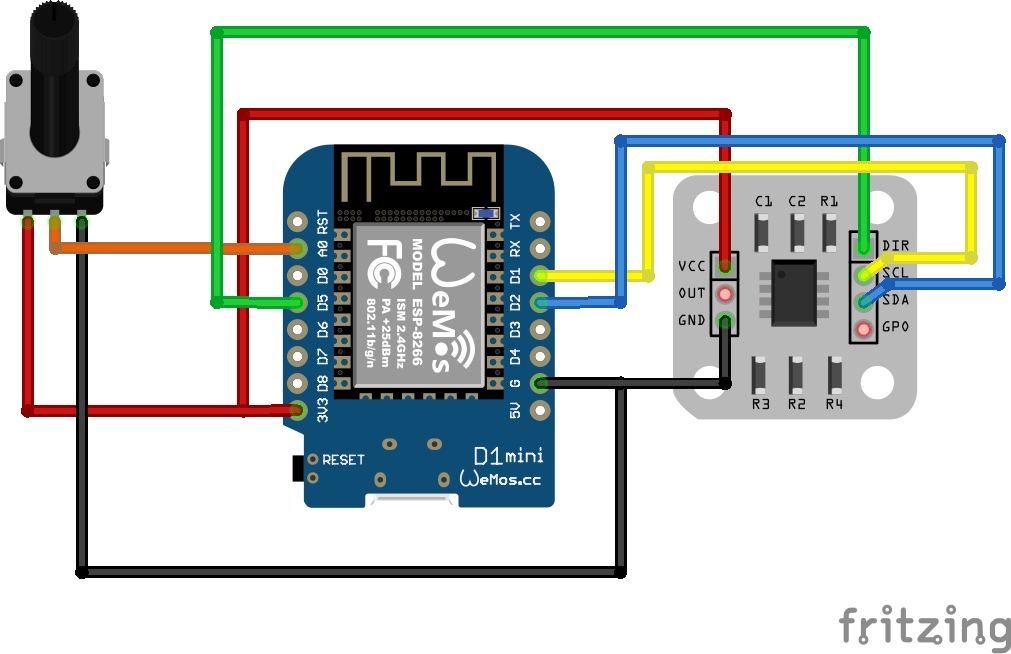 RST
A0
D0
D5
D6
D7
D8
3V3
TX
RX
D1
D2
D3
D4
G
5V
WeMos
MODEL ESP-8266
ISM 2.4GHz
PA +25dBm
802.11b/g/n
FC
RESET
D1mini
WeMos.cc
C1 C2 R1
VCC
OUT
GND
DIR
SCL
SDA
GPO
R3 R2 R4
fritzing